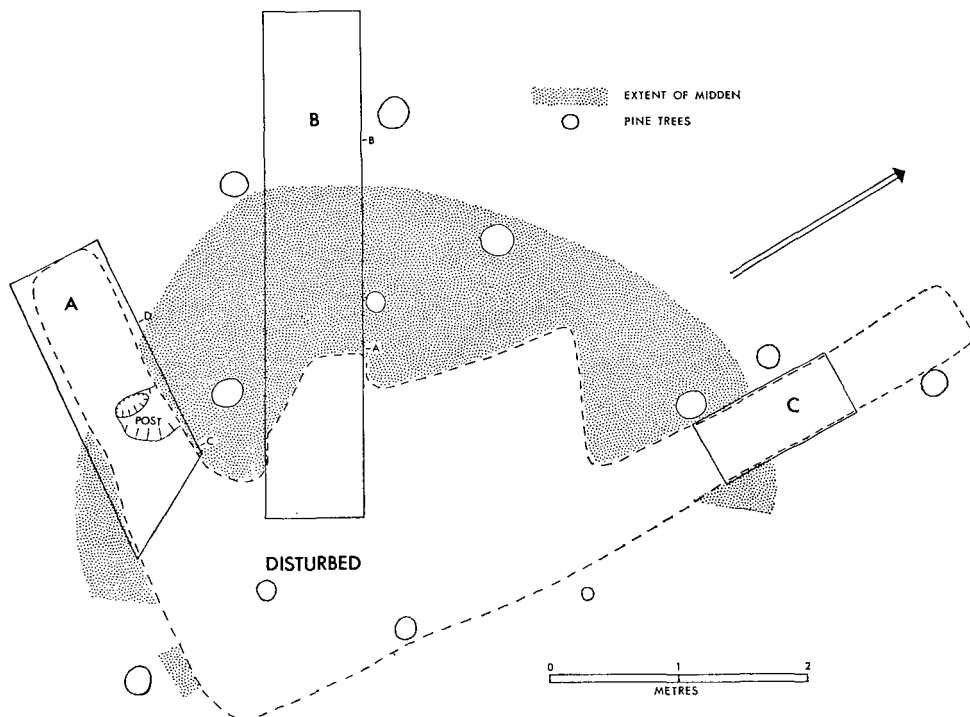 B
EXTENT OF MIDDEN
PINE TREES
B
A
D
A
POST
C
C
DISTURBED
0 1 2
METRES